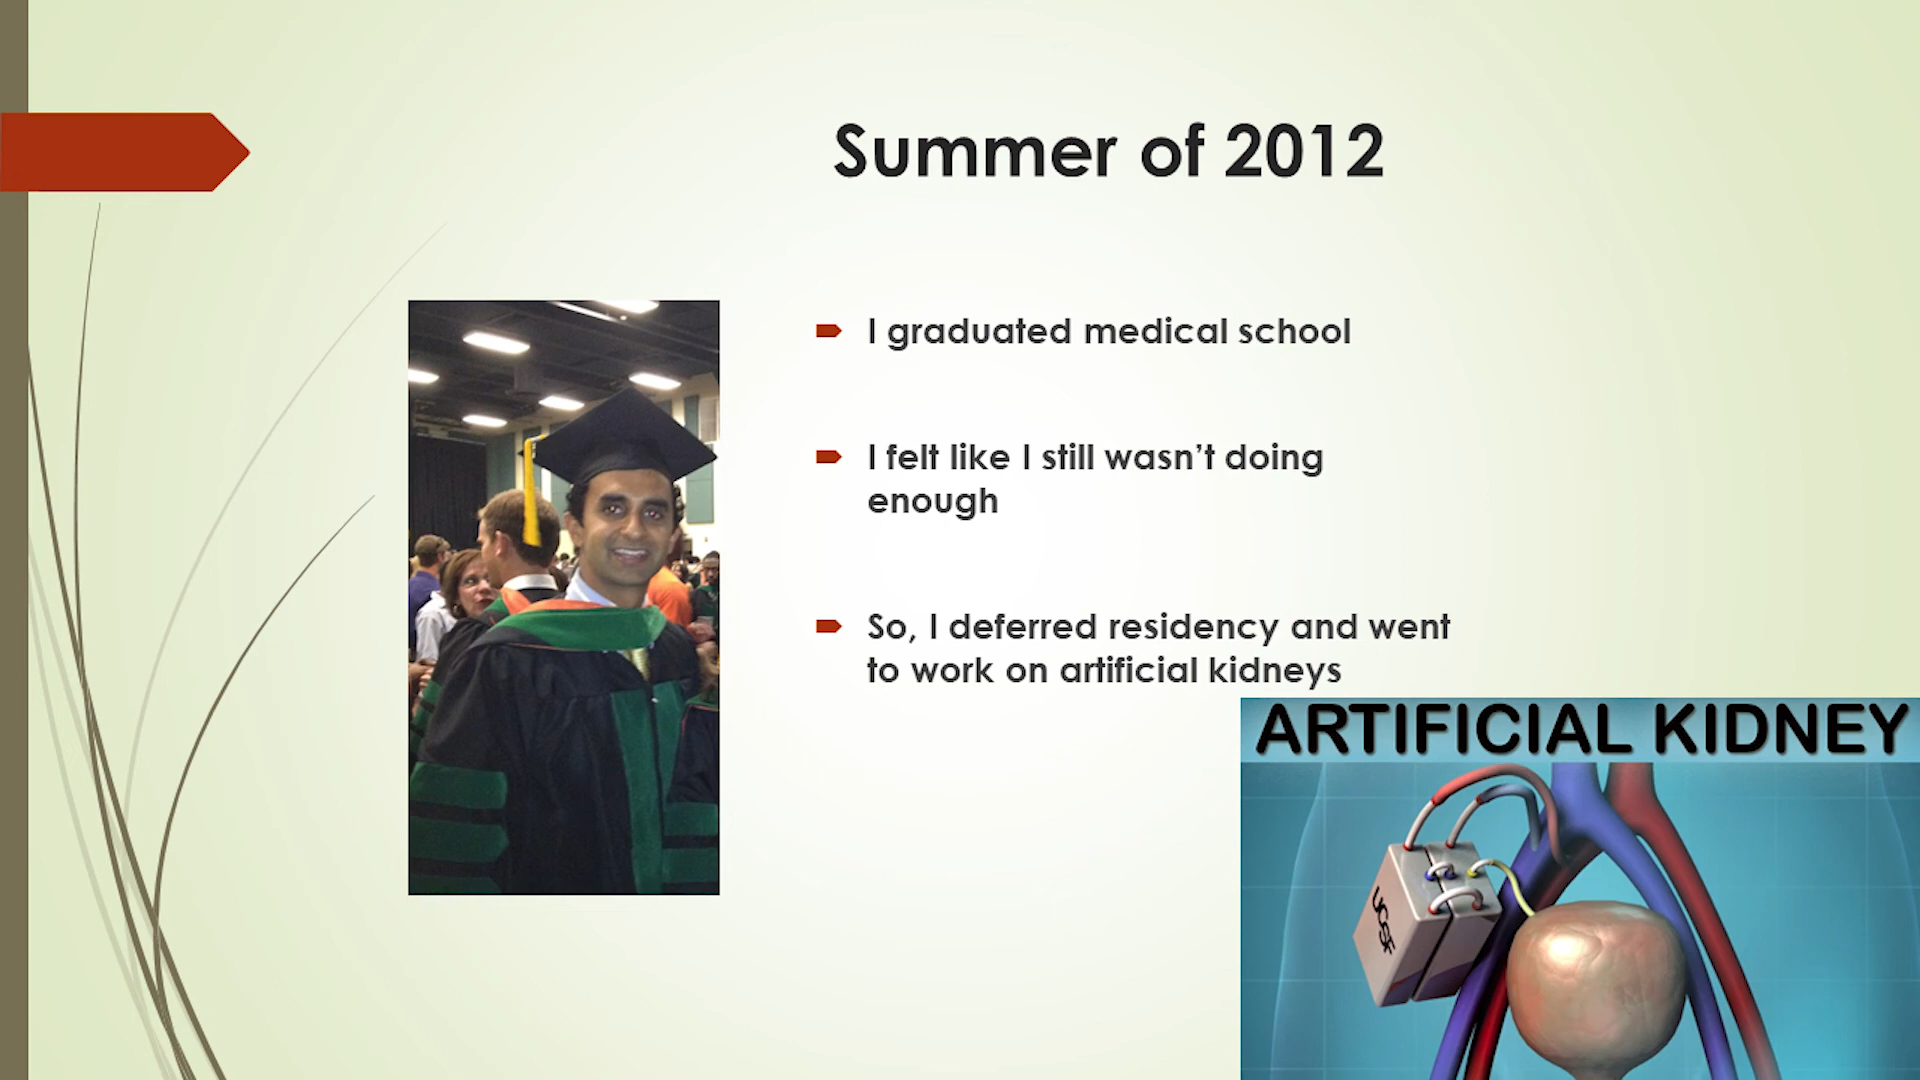 Summer of 2012
I graduated medical school
I felt like I still wasn't doing
enough
So, I deferred residency and went
to work on artificial kidneys
ARTIFICIAL KIDNEY
UCSF